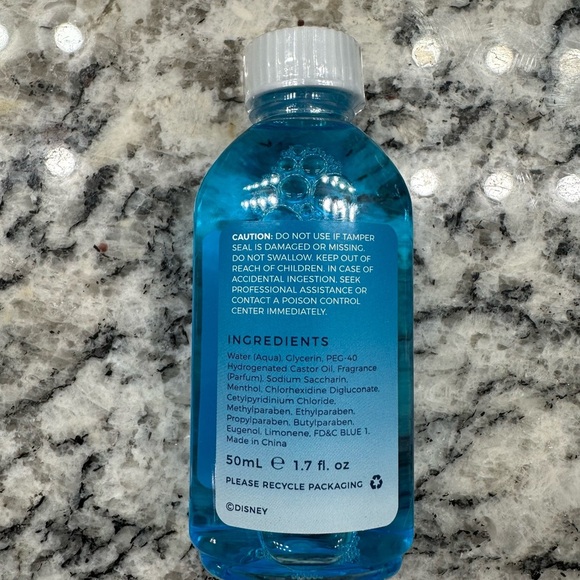 CAUTION: DO NOT USE IF TAMPER
SEAL IS DAMAGED OR MISSING.
DO NOT SWALLOW. KEEP OUT OF
REACH OF CHILDREN. IN CASE OF
ACCIDENTAL INGESTION, SEEK
PROFESSIONAL ASSISTANCE OR
CONTACT A POISON CONTROL
CENTER IMMEDIATELY.
INGREDIENTS
Water (Aqua), Glycerin, PEG-40
Hydrogenated Castor Oil, Fragrance
(Parfum), Sodium Saccharin,
Menthol, Chlorhexidine Digluconate,
Cetylpyridinium Chloride,
Methylparaben, Ethylparaben,
Propylparaben, Butylparaben,
Eugenol, Limonene, FD&C BLUE 1.
Made in China
50mL ℮ 1.7 fl. oz
PLEASE RECYCLE PACKAGING
©DISNEY